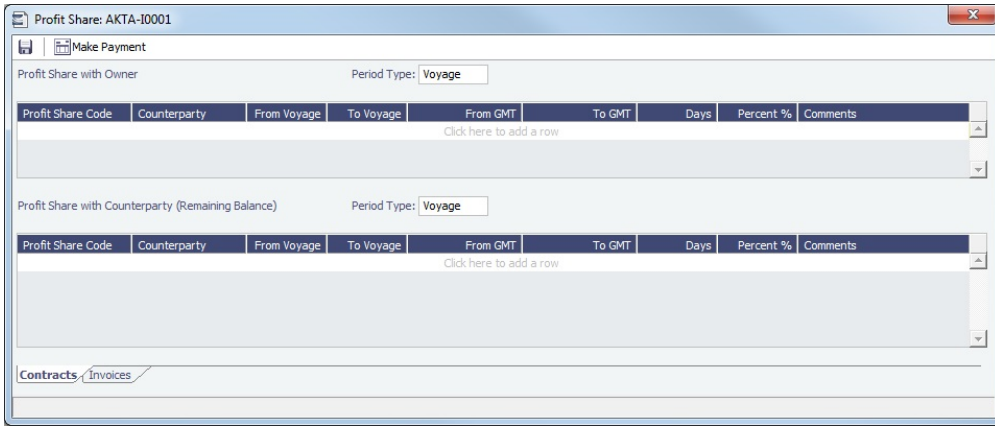 Profit Share: AKTA-I0001
Make Payment
Profit Share with Owner Period Type: Voyage
Profit Share Code Counterparty From Voyage To Voyage From GMT To GMT Days Percent % Comments
Click here to add a row
Profit Share with Counterparty (Remaining Balance) Period Type: Voyage
Profit Share Code Counterparty From Voyage To Voyage From GMT To GMT Days Percent % Comments
Click here to add a row
Contracts Invoices